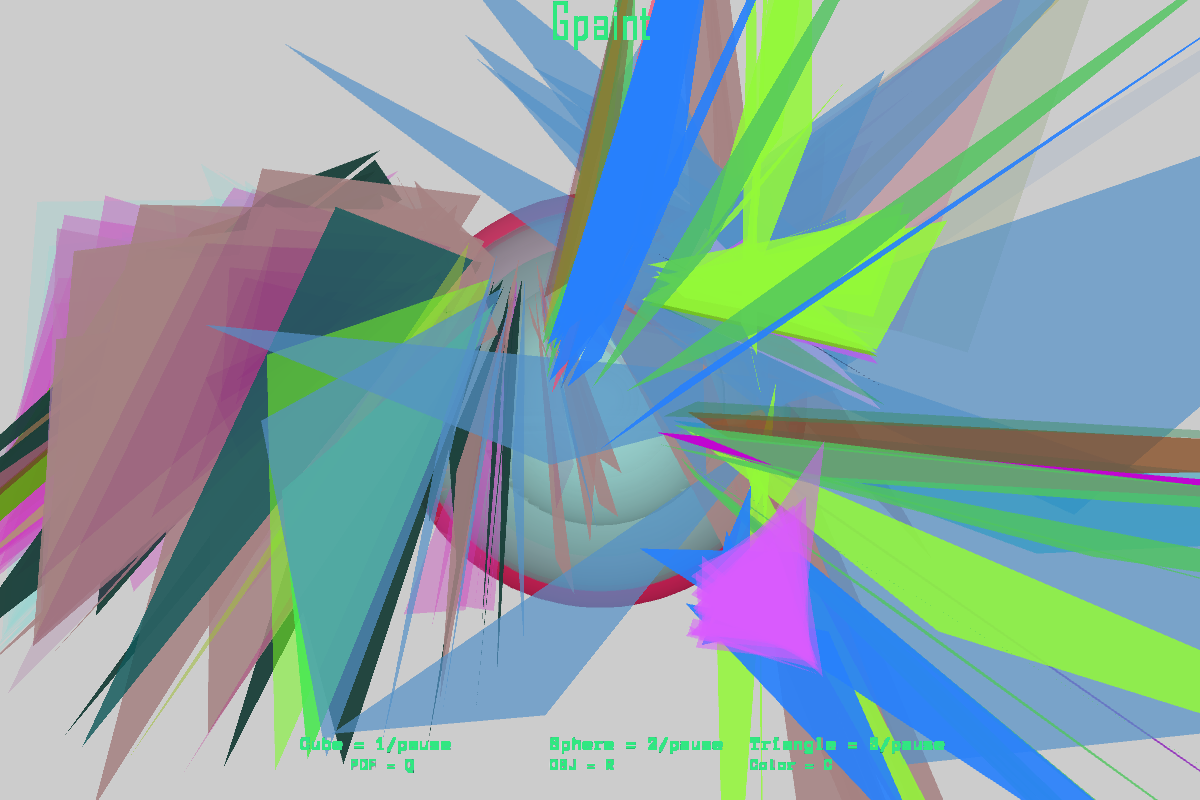 Gpaint
Cube = 1/pause Sphere = 2/pause Triangle = 3/pause
PDF = Q OBJ = R Color = C